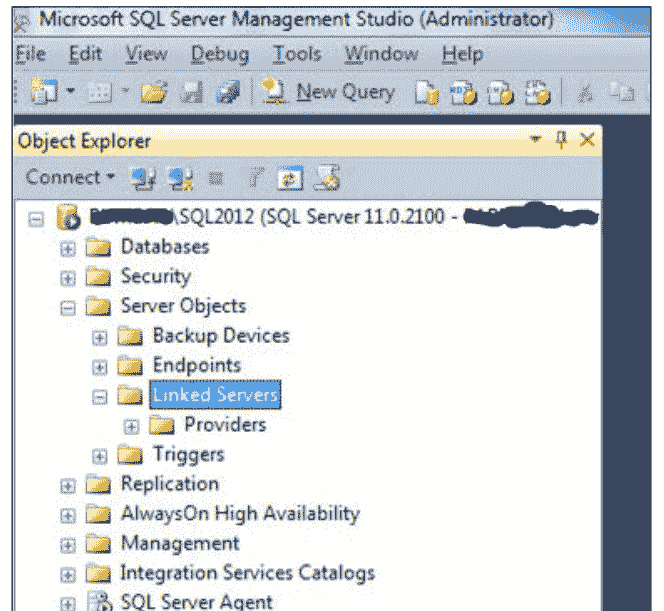 Microsoft SQL Server Management Studio (Administrator)
File Edit View Debug Tools Window Help
New Query
Object Explorer
Connect
\SQL2012 (SQL Server 11.0.2100 -
Databases
Security
Server Objects
Backup Devices
Endpoints
Linked Servers
Providers
Triggers
Replication
AlwaysOn High Availability
Management
Integration Services Catalogs
SQL Server Agent